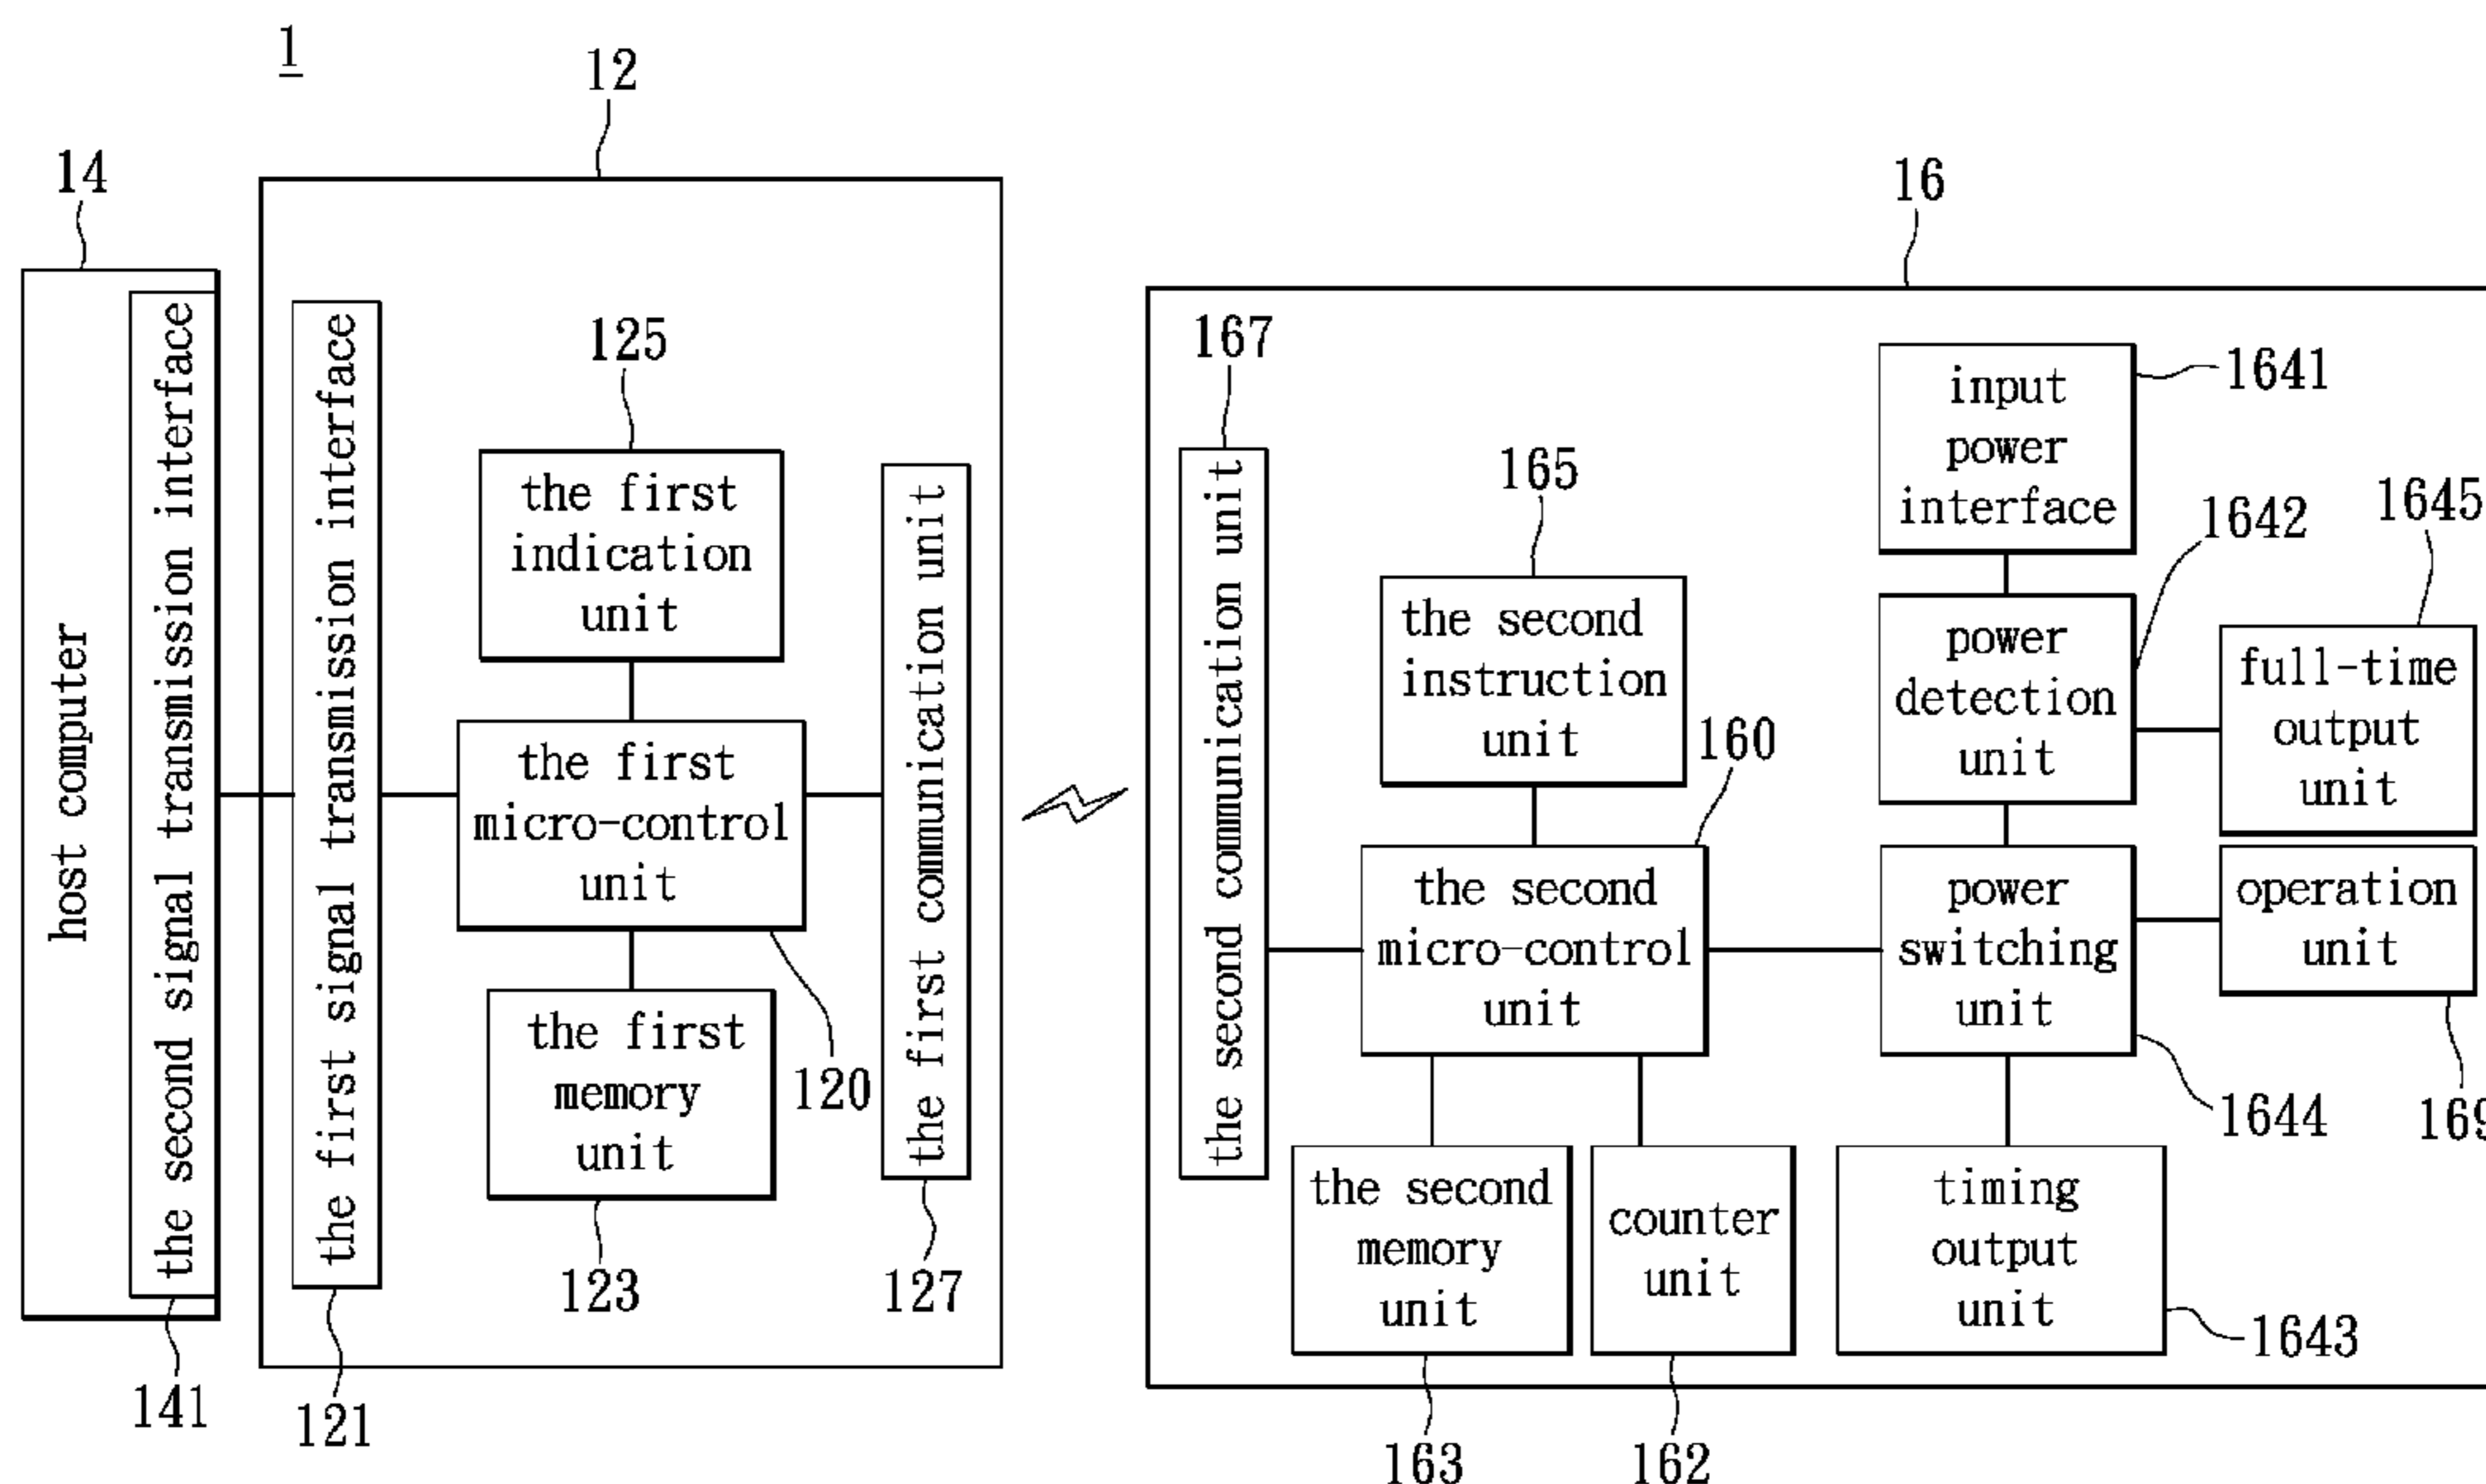 1
12
14
16
host computer
the second signal transmission interface
141
the first signal transmission interface
121
125
the first
indication
unit
the first
micro-control
unit
120
the first
memory
unit
123
the first communication unit
127
167
the second communication unit
165
the second
instruction
unit
160
the second
micro-control
unit
the second
memory
unit
163
counter
unit
162
input
power
interface
1641
1642
power
detection
unit
1645
full-time
output
unit
power
switching
unit
1644
operation
unit
169
timing
output
unit
1643